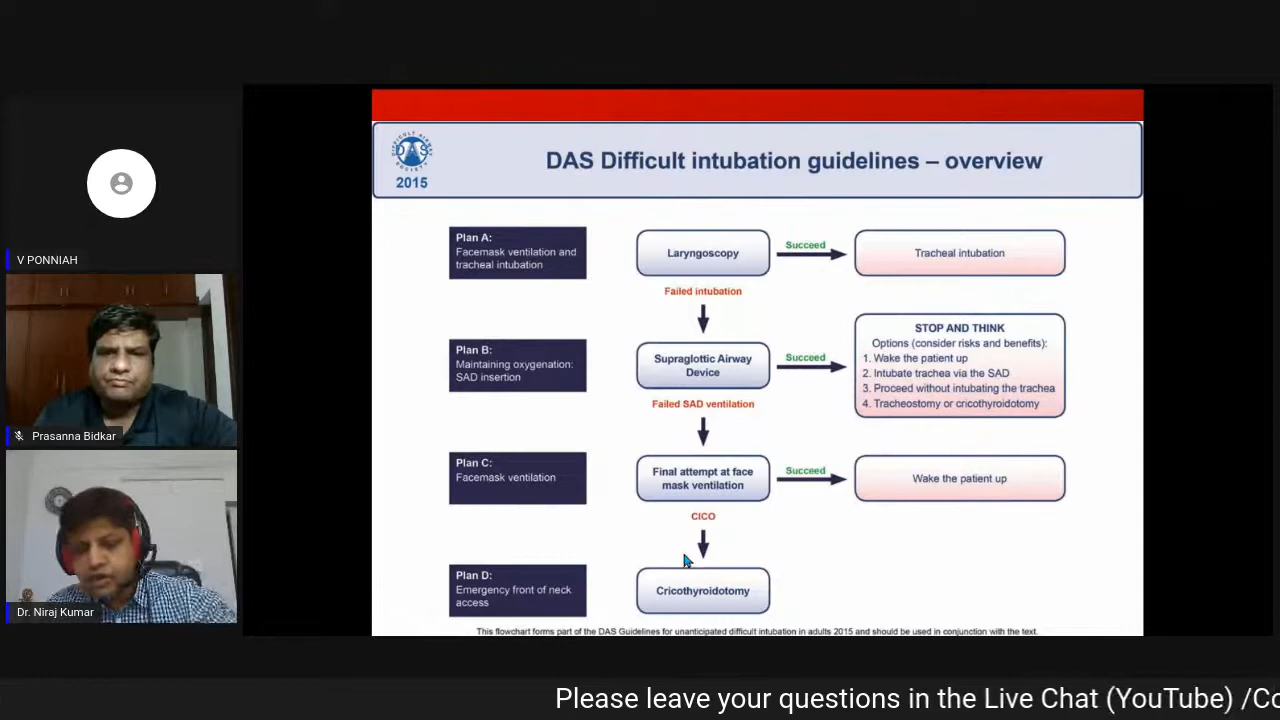 V PONNIAH
Prasanna Bidkar
Dr. Niraj Kumar
DIFFICULT AIRWAY SOCIETY
DAS
2015
DAS Difficult intubation guidelines – overview
Plan A:
Facemask ventilation and
tracheal intubation
Laryngoscopy
Succeed
Tracheal intubation
Failed intubation
Plan B:
Maintaining oxygenation:
SAD insertion
Supraglottic Airway
Device
Succeed
STOP AND THINK
Options (consider risks and benefits):
1. Wake the patient up
2. Intubate trachea via the SAD
3. Proceed without intubating the trachea
4. Tracheostomy or cricothyroidotomy
Failed SAD ventilation
Plan C:
Facemask ventilation
Final attempt at face
mask ventilation
Succeed
Wake the patient up
CICO
Plan D:
Emergency front of neck
access
Cricothyroidotomy
This flowchart forms part of the DAS Guidelines for unanticipated difficult intubation in adults 2015 and should be used in conjunction with the text.
Please leave your questions in the Live Chat (YouTube) /Co